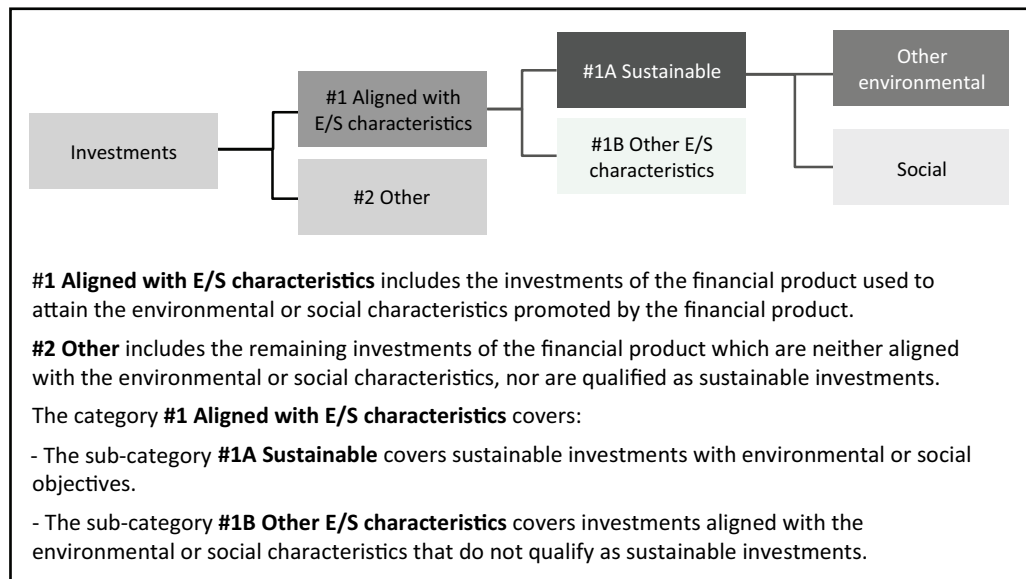 Investments
#1 Aligned with
E/S characteristics
#2 Other
#1A Sustainable
#1B Other E/S
characteristics
Other
environmental
Social
#1 Aligned with E/S characteristics includes the investments of the financial product used to
attain the environmental or social characteristics promoted by the financial product.
#2 Other includes the remaining investments of the financial product which are neither aligned
with the environmental or social characteristics, nor are qualified as sustainable investments.
The category #1 Aligned with E/S characteristics covers:
- The sub-category #1A Sustainable covers sustainable investments with environmental or social
objectives.
- The sub-category #1B Other E/S characteristics covers investments aligned with the
environmental or social characteristics that do not qualify as sustainable investments.